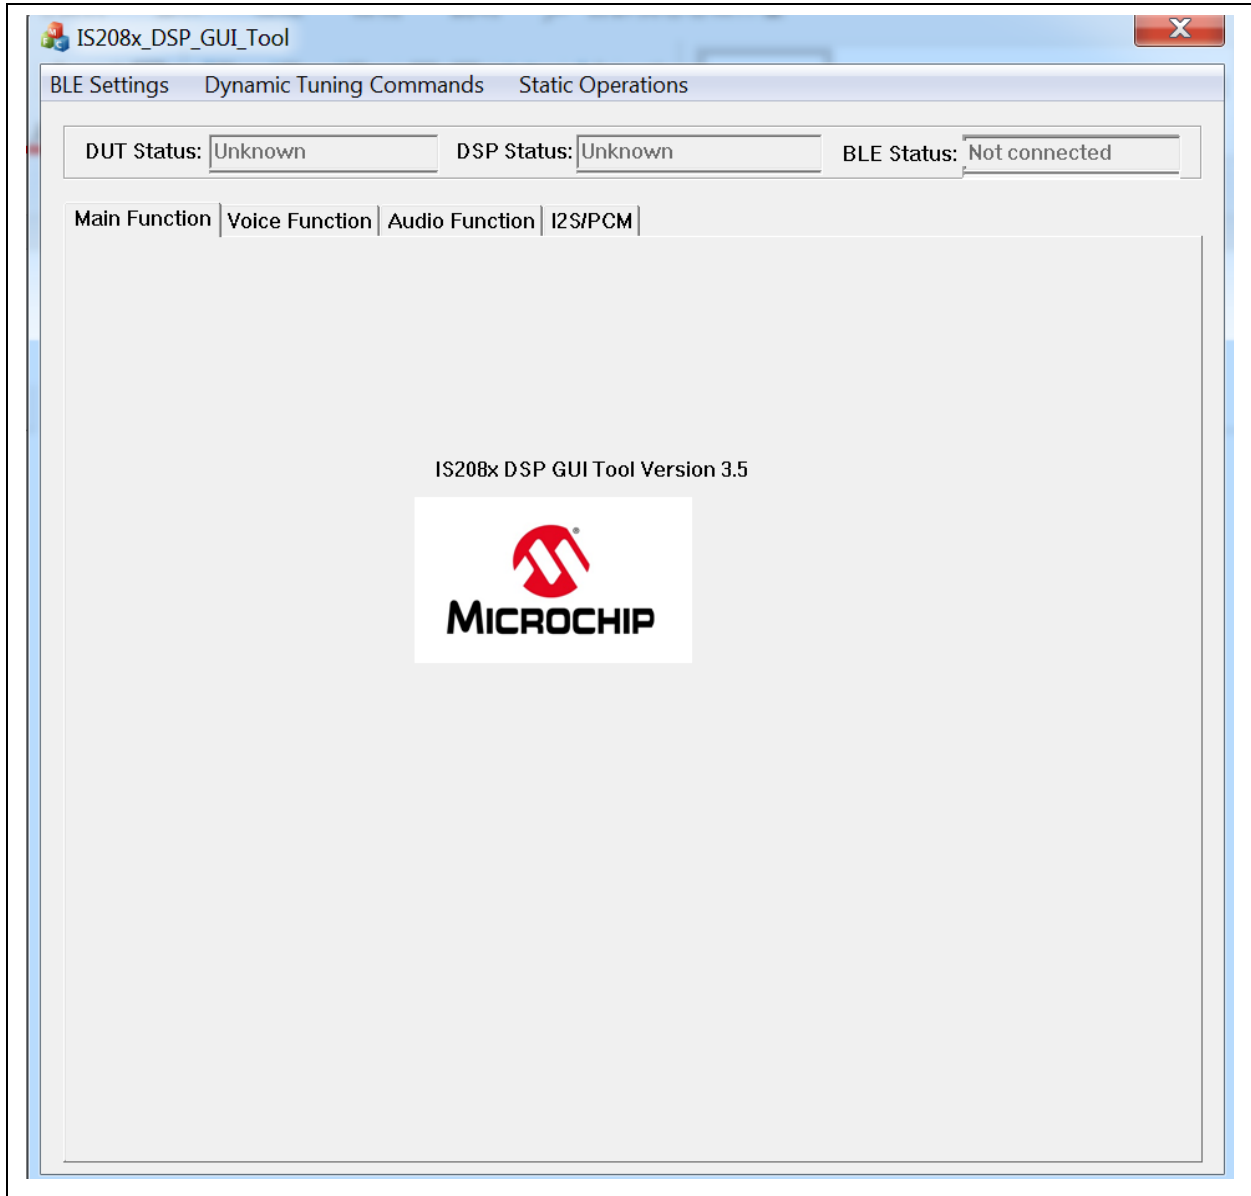 IS208x_DSP_GUI_Tool
X
BLE Settings Dynamic Tuning Commands Static Operations
DUT Status: Unknown DSP Status: Unknown BLE Status: Not connected
Main Function Voice Function Audio Function I2S/PCM
IS208x DSP GUI Tool Version 3.5
®
MICROCHIP